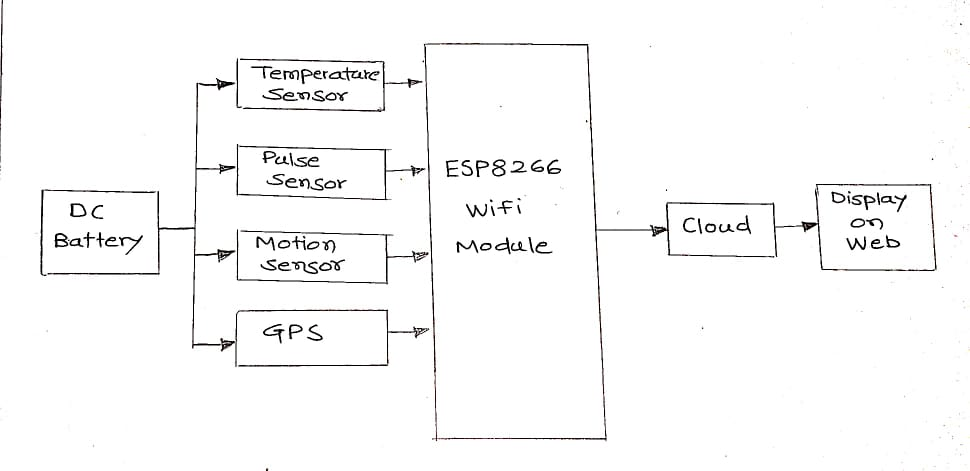 Temperature
Sensor
Pulse
Sensor
DC
Battery
Motion
Sensor
GPS
ESP8266
WiFi
Module
Cloud
Display
on
Web